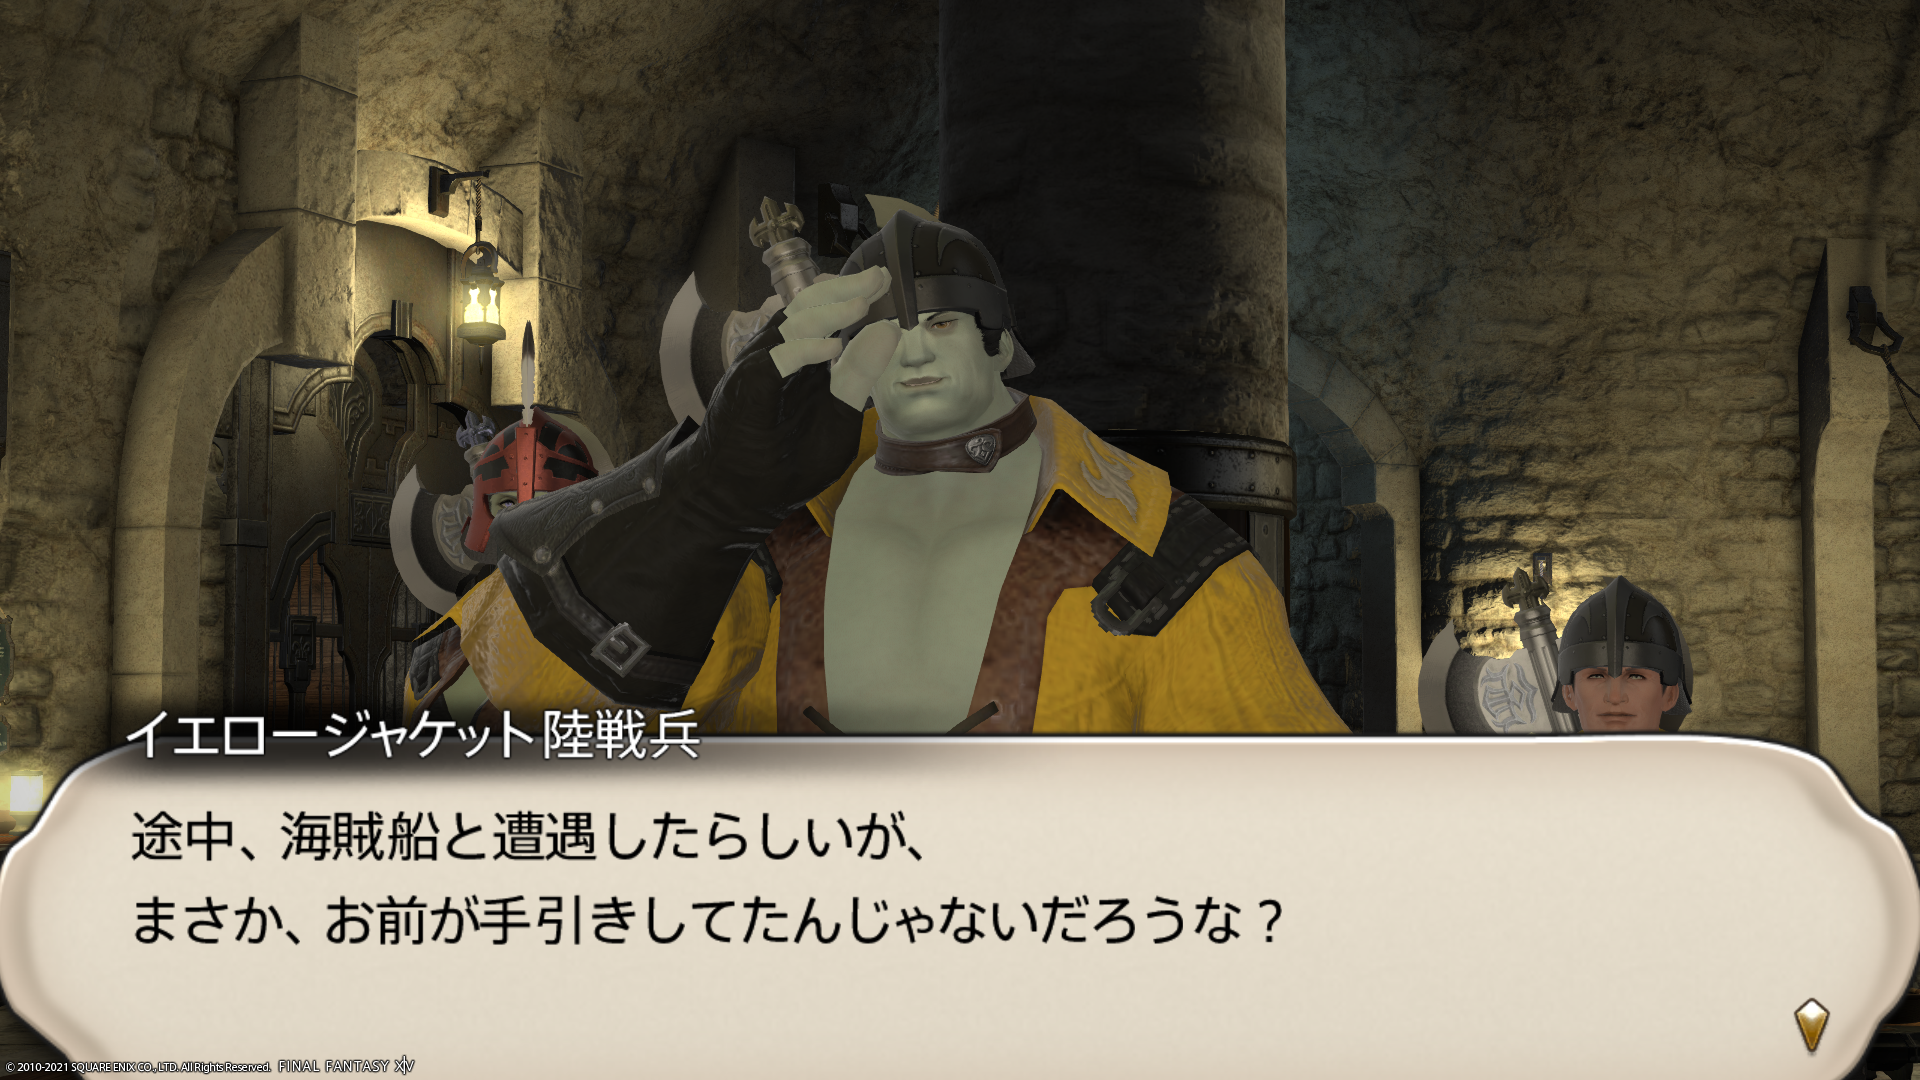 イエロージャケット陸戦兵
途中、海賊船と遭遇したらしいが、
まさか、お前が手引きしてたんじゃないだろうな？
© 2010-2021 SQUARE ENIX CO., LTD. All Rights Reserved. FINAL FANTASY XIV